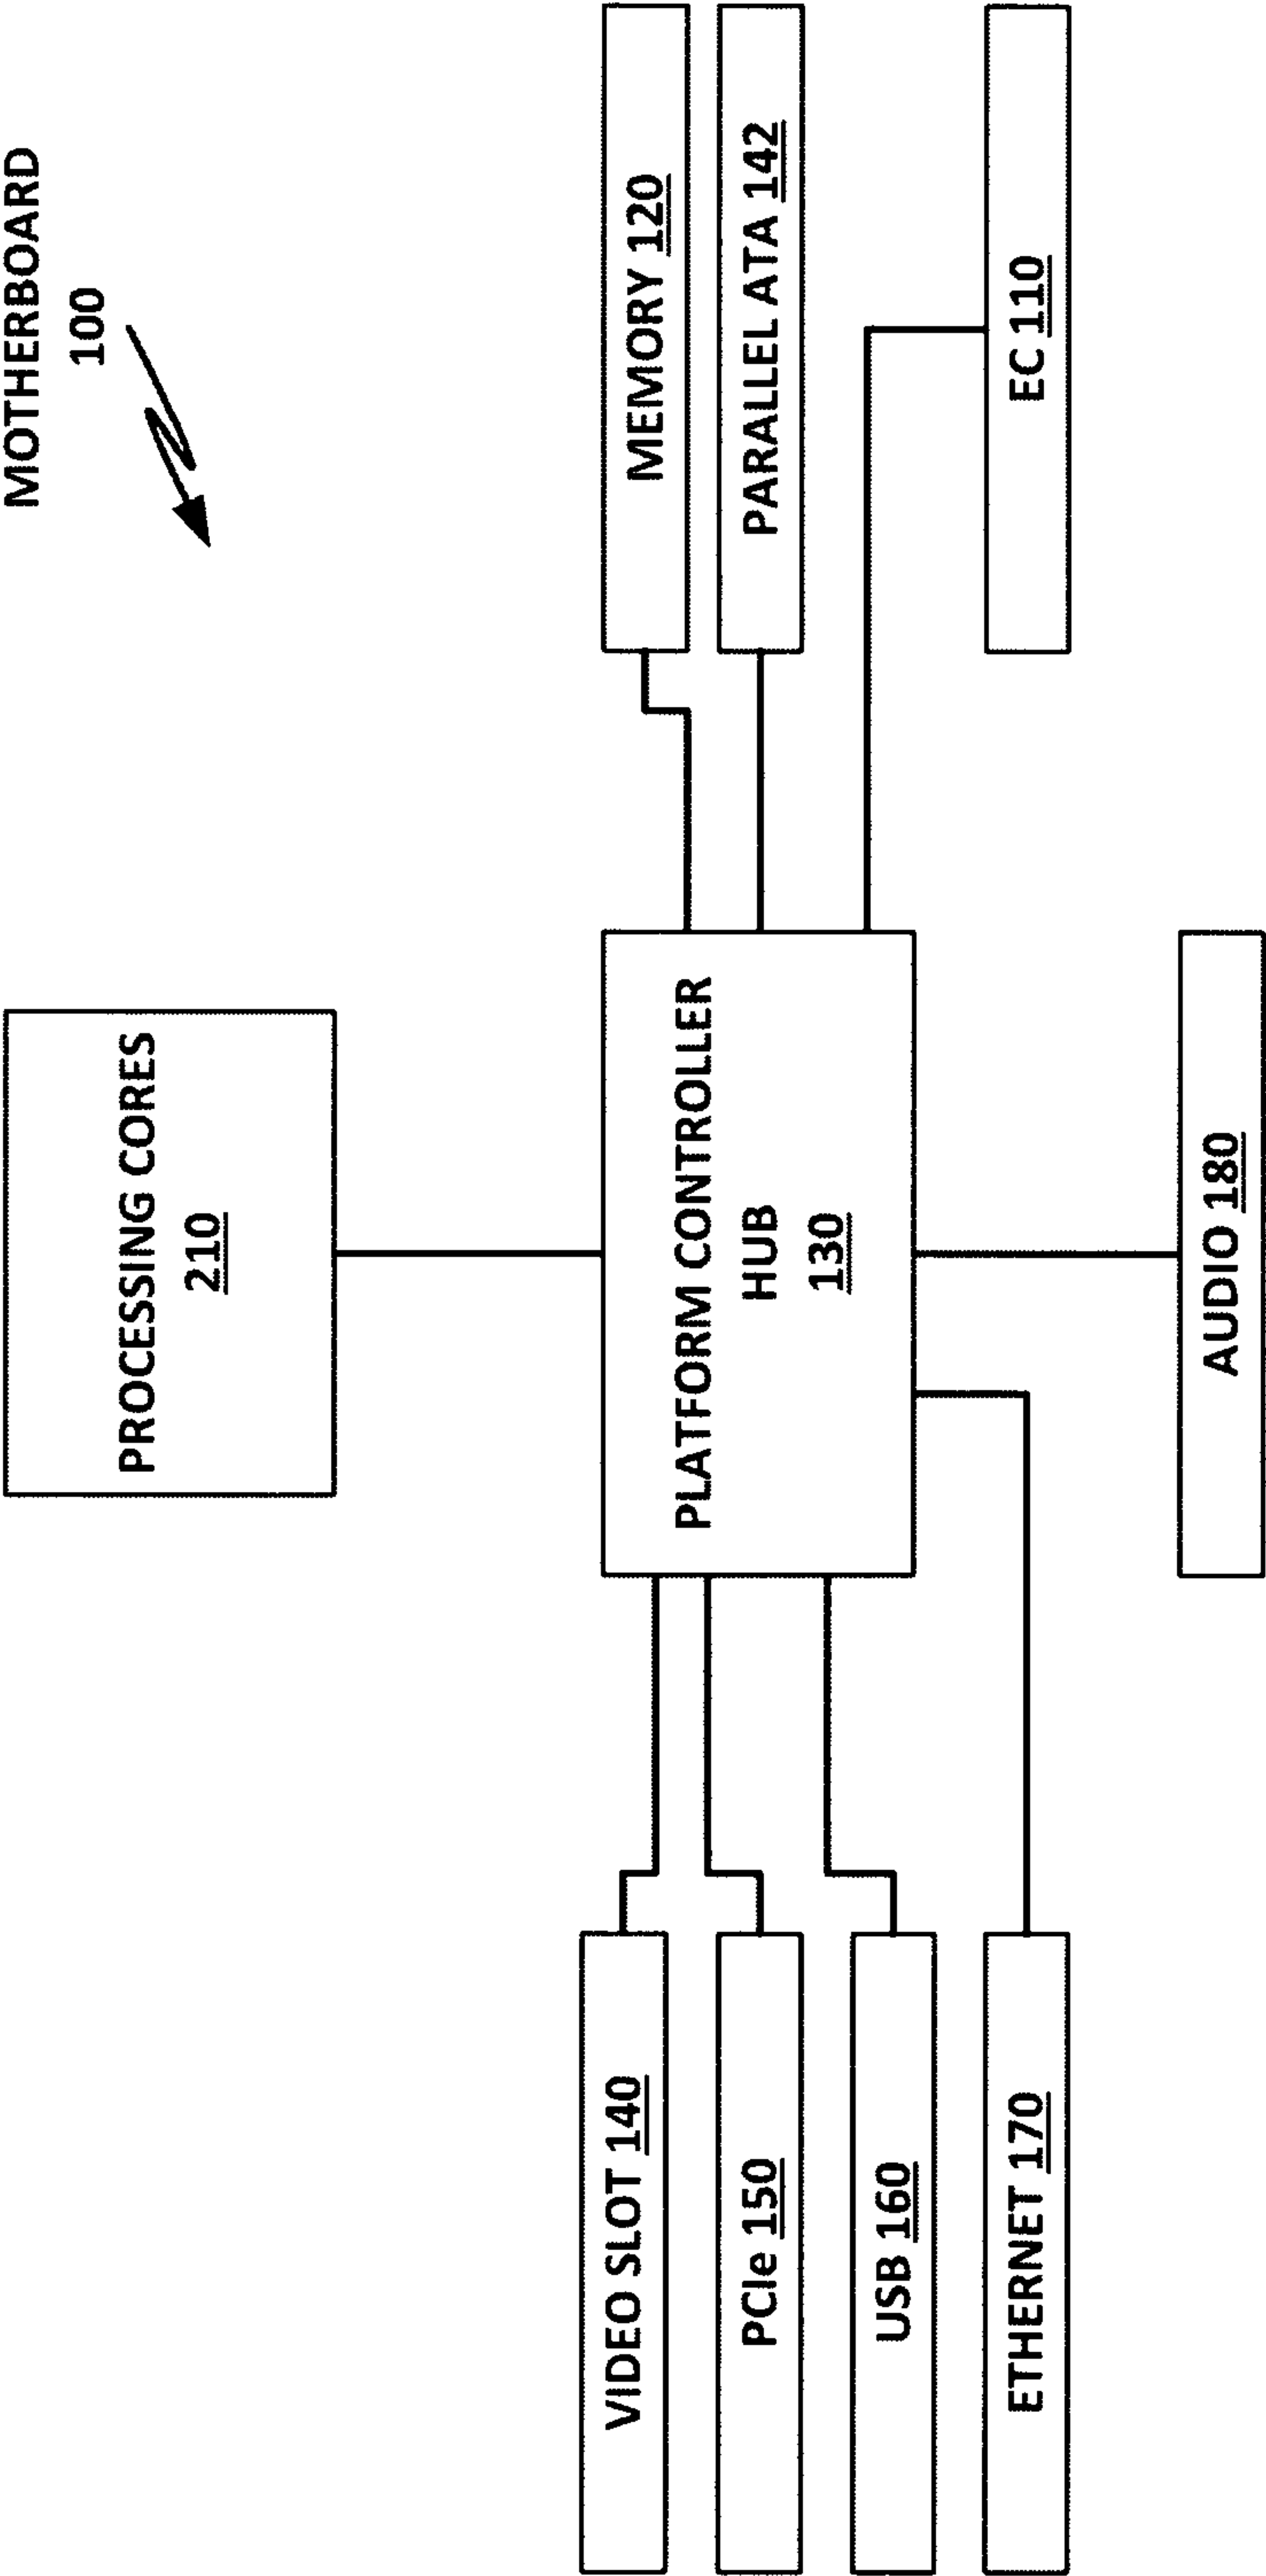 MOTHERBOARD
100
PROCESSING CORES
210
PLATFORM CONTROLLER
HUB
130
VIDEO SLOT 140
PCIe 150
USB 160
ETHERNET 170
MEMORY 120
PARALLEL ATA 142
EC 110
AUDIO 180